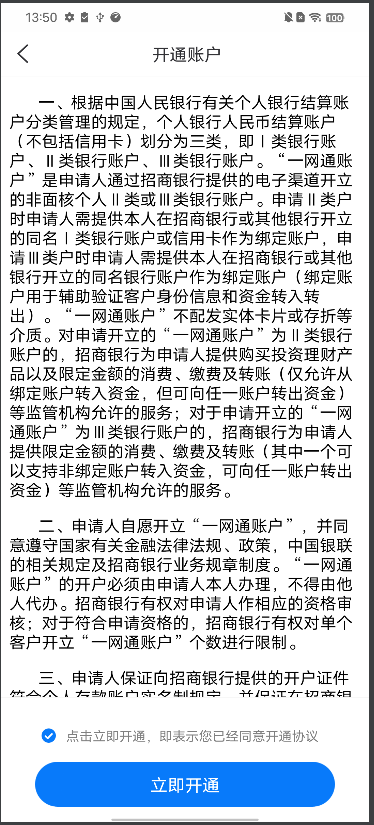 13:50
100
开通账户
一、根据中国人民银行有关个人银行结算账
户分类管理的规定，个人银行人民币结算账户
（不包括信用卡）划分为三类，即Ⅰ类银行账
户、Ⅱ类银行账户、Ⅲ类银行账户。“一网通账
户”是申请人通过招商银行提供的电子渠道开立
的非面核个人Ⅱ类或Ⅲ类银行账户。申请Ⅱ类户
时申请人需提供本人在招商银行或其他银行开立
的同名Ⅰ类银行账户或信用卡作为绑定账户，申
请Ⅲ类户时申请人需提供本人在招商银行或其他
银行开立的同名银行账户作为绑定账户（绑定账
户用于辅助验证客户身份信息和资金转入转
出）。“一网通账户”不配发实体卡片或存折等
介质。对申请开立的“一网通账户”为Ⅱ类银行
账户的，招商银行为申请人提供购买投资理财产
品以及限定金额的消费、缴费及转账（仅允许从
绑定账户转入资金，但可向任一账户转出资金）
等监管机构允许的服务；对于申请开立的“一网
通账户”为Ⅲ类银行账户的，招商银行为申请人
提供限定金额的消费、缴费及转账（其中一个可
以支持非绑定账户转入资金，可向任一账户转出
资金）等监管机构允许的服务。
二、申请人自愿开立“一网通账户”，并同
意遵守国家有关金融法律法规、政策，中国银联
的相关规定及招商银行业务规章制度。“一网通
账户”的开户必须由申请人本人办理，不得由他
人代办。招商银行有权对申请人作相应的资格审
核；对于符合申请资格的，招商银行有权对单个
客户开立“一网通账户”个数进行限制。
三、申请人保证向招商银行提供的开户证件
符合个人存款账户实名制规定，并保证在招商银
点击立即开通，即表示您已经同意开通协议
立即开通